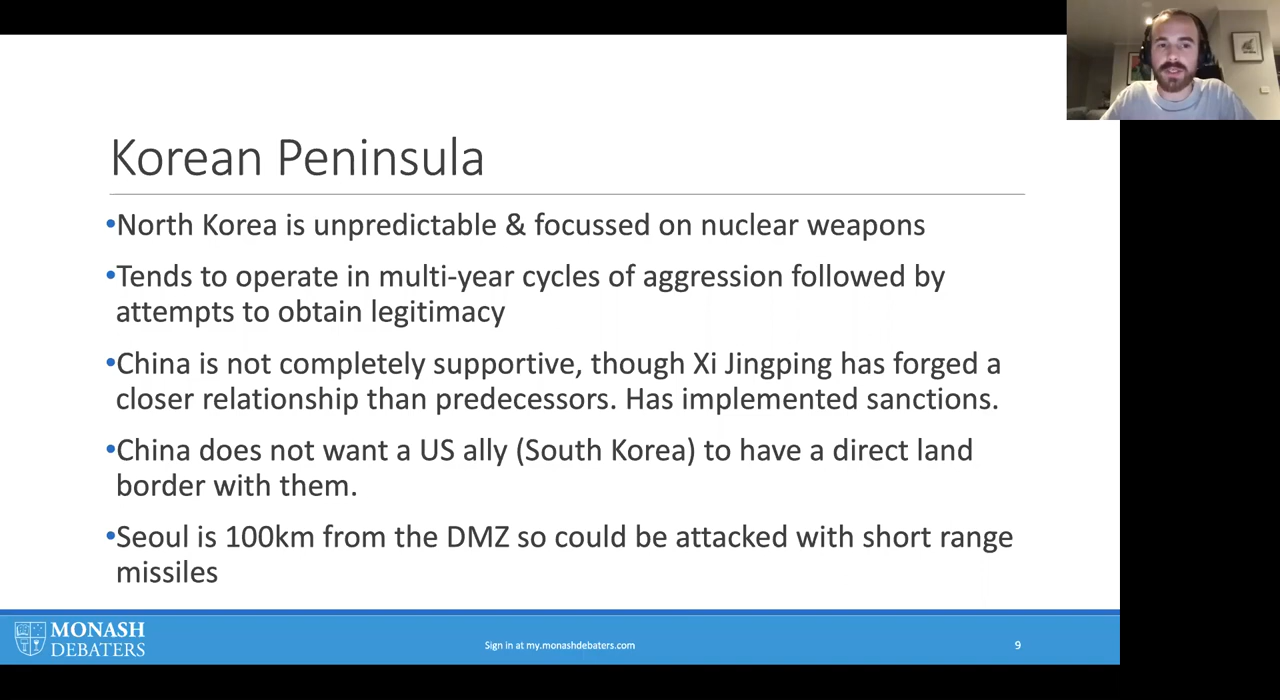 Korean Peninsula
•North Korea is unpredictable & focussed on nuclear weapons
•Tends to operate in multi-year cycles of aggression followed by
attempts to obtain legitimacy
•China is not completely supportive, though Xi Jingping has forged a
closer relationship than predecessors. Has implemented sanctions.
•China does not want a US ally (South Korea) to have a direct land
border with them.
•Seoul is 100km from the DMZ so could be attacked with short range
missiles
MONASH
DEBATERS
Sign in at my.monashdebaters.com
9